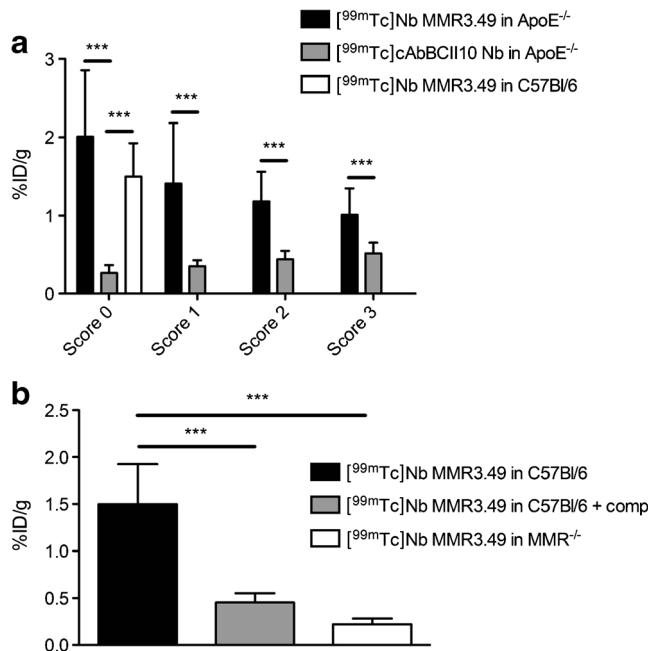 a
[99mTc]Nb MMR3.49 in ApoE-/-
[99mTc]cAbBCII10 Nb in ApoE-/-
[99mTc]Nb MMR3.49 in C57Bl/6
%ID/g
3
2
1
0
***
***
***
***
***
Score 0
Score 1
Score 2
Score 3
b
%ID/g
2.5
2.0
1.5
1.0
0.5
0.0
***
***
[99mTc]Nb MMR3.49 in C57Bl/6
[99mTc]Nb MMR3.49 in C57Bl/6 + comp
[99mTc]Nb MMR3.49 in MMR-/-